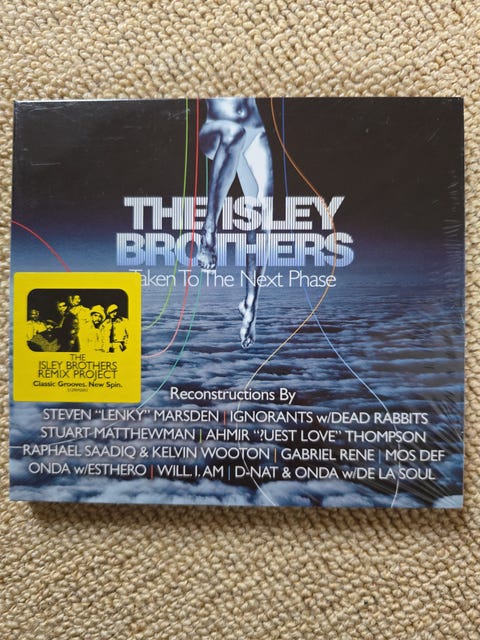 THE ISLEY
BROTHERS
Taken To The Next Phase
THE
ISLEY BROTHERS
REMIX PROJECT
Classic Grooves. New Spin.
Reconstructions By
STEVEN "LENKY" MARSDEN | IGNORANTS w/DEAD RABBITS
STUART MATTHEWMAN | AHMIR "?UEST LOVE" THOMPSON
RAPHAEL SAADIQ & KELVIN WOOTON | GABRIEL RENE | MOS DEF
ONDA w/ESTHERO | WILL. I. AM | D-NAT & ONDA w/DE LA SOUL